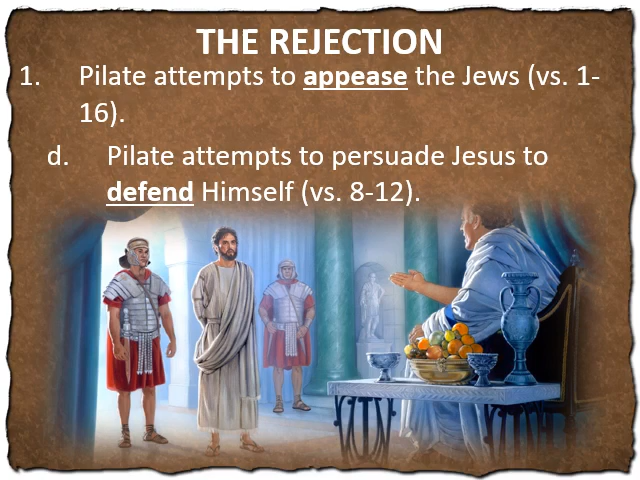 THE REJECTION
1. Pilate attempts to appease the Jews (vs. 1-
16).
d. Pilate attempts to persuade Jesus to
defend Himself (vs. 8-12).